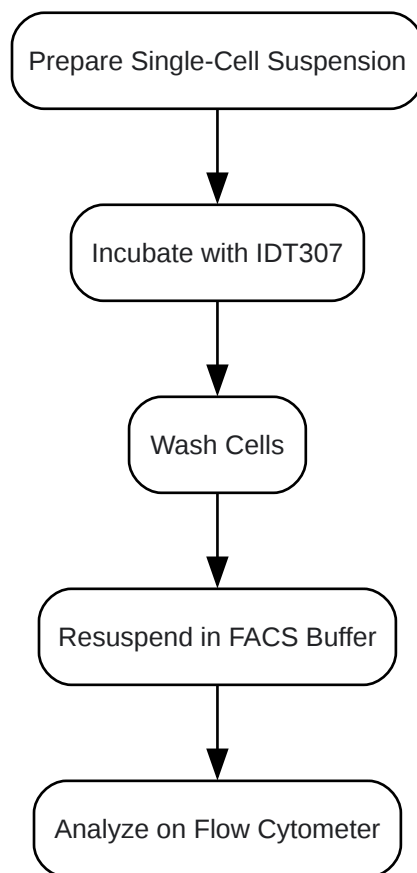 Prepare Single-Cell Suspension
Incubate with IDT307
Wash Cells
Resuspend in FACS Buffer
Analyze on Flow Cytometer